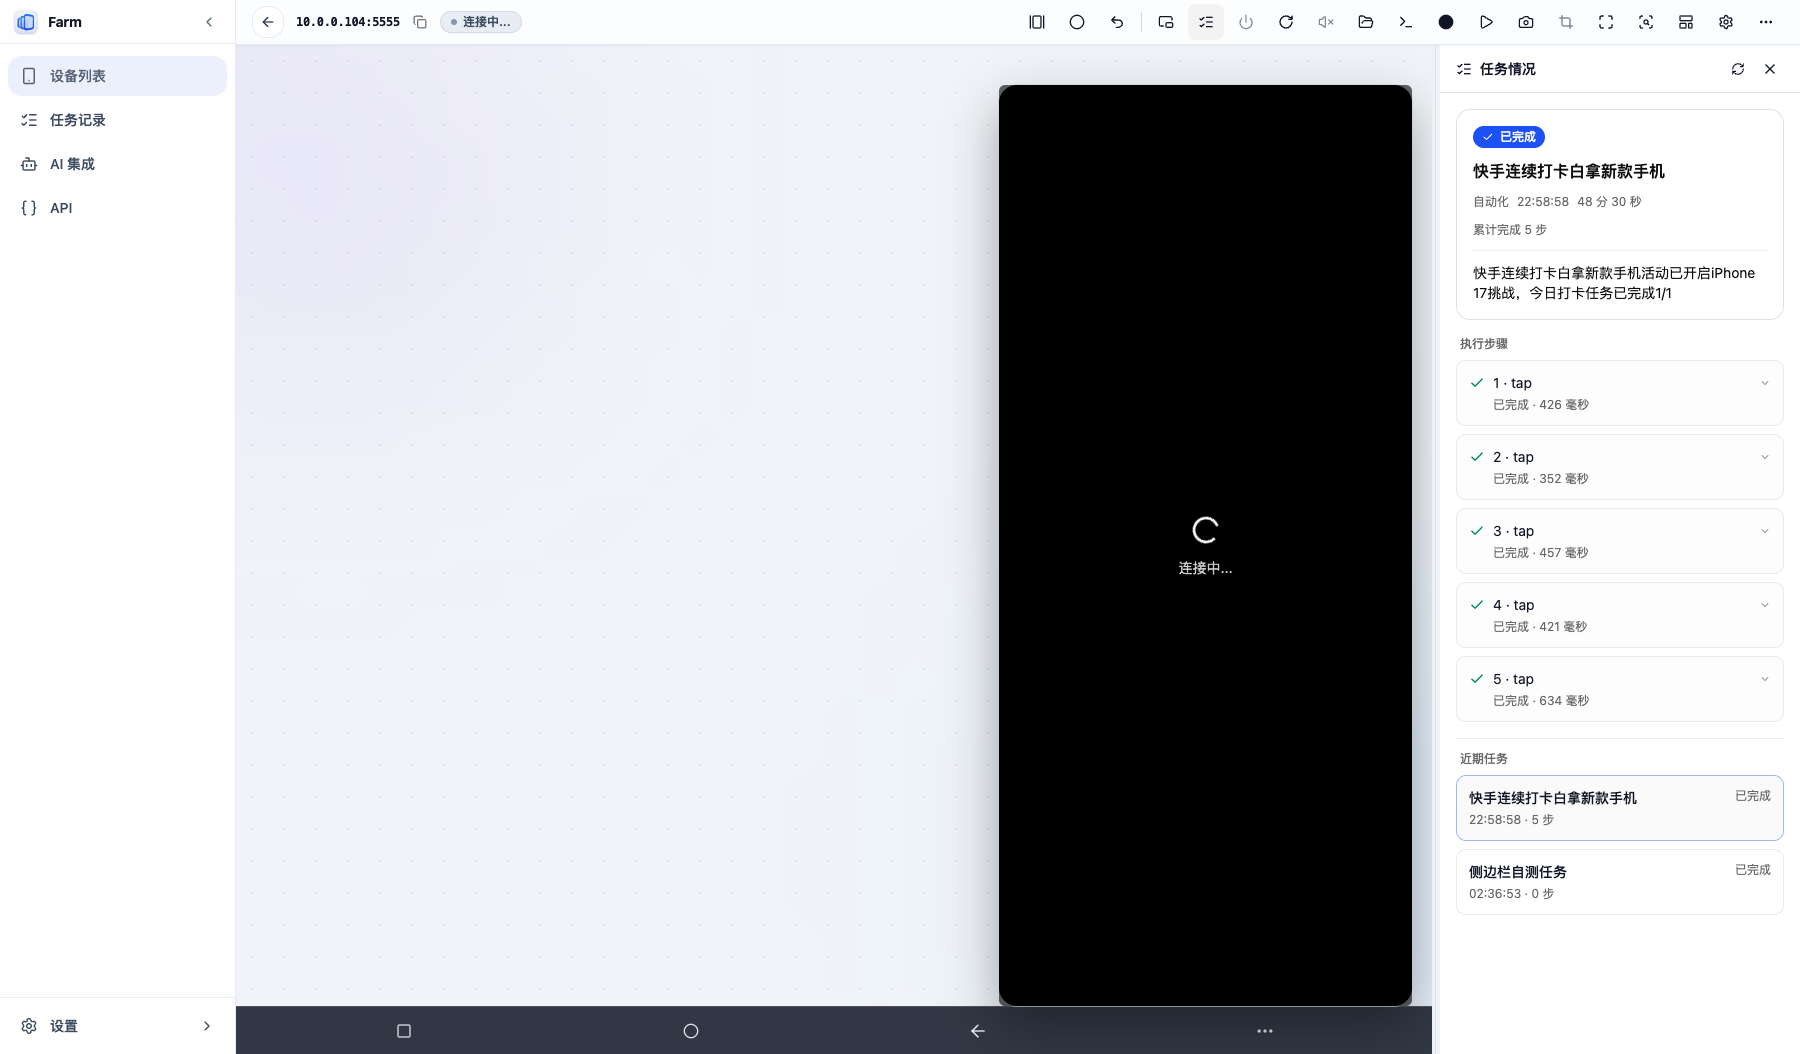 Farm
设备列表
任务记录
AI 集成
API
设置
10.0.0.104:5555
连接中...
连接中...
任务情况
已完成
快手连续打卡白拿新款手机
自动化 22:58:58 48 分 30 秒
累计完成 5 步
快手连续打卡白拿新款手机活动已开启iPhone
17挑战，今日打卡任务已完成1/1
执行步骤
1 · tap
已完成 · 426 毫秒
2 · tap
已完成 · 352 毫秒
3 · tap
已完成 · 457 毫秒
4 · tap
已完成 · 421 毫秒
5 · tap
已完成 · 634 毫秒
近期任务
快手连续打卡白拿新款手机 已完成
22:58:58 · 5 步
侧边栏自测任务 已完成
02:36:53 · 0 步